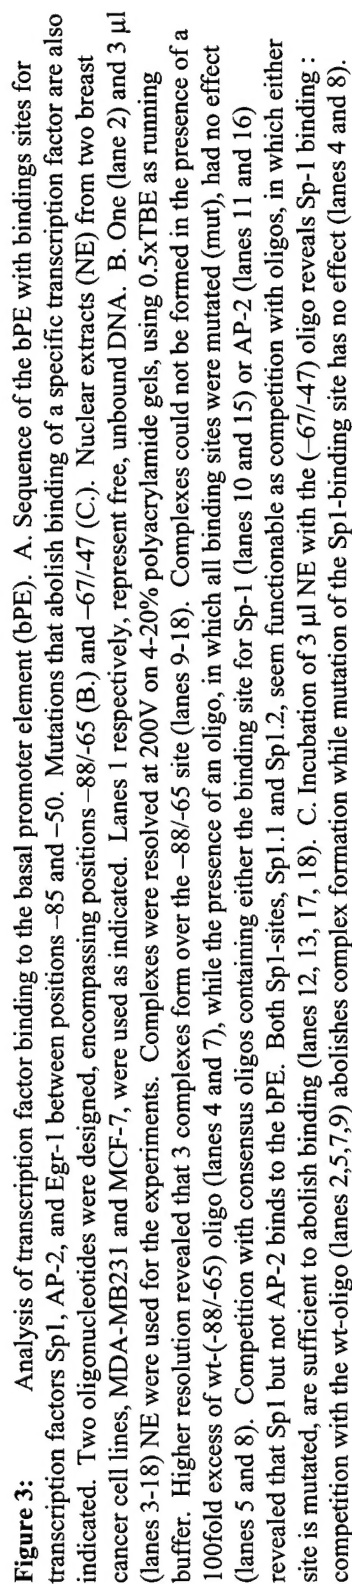 Figure 3: Analysis of transcription factor binding to the basal promoter element (bPE). A. Sequence of the bPE with bindings sites for
transcription factors Sp1, AP-2, and Egr-1 between positions –85 and –50. Mutations that abolish binding of a specific transcription factor are also
indicated. Two oligonucleotides were designed, encompassing positions –88/-65 (B.) and –67/-47 (C.). Nuclear extracts (NE) from two breast
cancer cell lines, MDA-MB231 and MCF-7, were used as indicated. Lanes 1 respectively, represent free, unbound DNA. B. One (lane 2) and 3 µl
(lanes 3-18) NE were used for the experiments. Complexes were resolved at 200V on 4-20% polyacrylamide gels, using 0.5xTBE as running
buffer. Higher resolution revealed that 3 complexes form over the –88/-65 site (lanes 9-18). Complexes could not be formed in the presence of a
100fold excess of wt-(-88/-65) oligo (lanes 4 and 7), while the presence of an oligo, in which all binding sites were mutated (mut), had no effect
(lanes 5 and 8). Competition with consensus oligos containing either the binding site for Sp-1 (lanes 10 and 15) or AP-2 (lanes 11 and 16)
revealed that Sp1 but not AP-2 binds to the bPE. Both Sp1-sites, Sp1.1 and Sp1.2, seem functionable as competition with oligos, in which either
site is mutated, are sufficient to abolish binding (lanes 12, 13, 17, 18). C. Incubation of 3 µl NE with the (–67/-47) oligo reveals Sp-1 binding :
competition with the wt-oligo (lanes 2,5,7,9) abolishes complex formation while mutation of the Sp1-binding site has no effect (lanes 4 and 8).